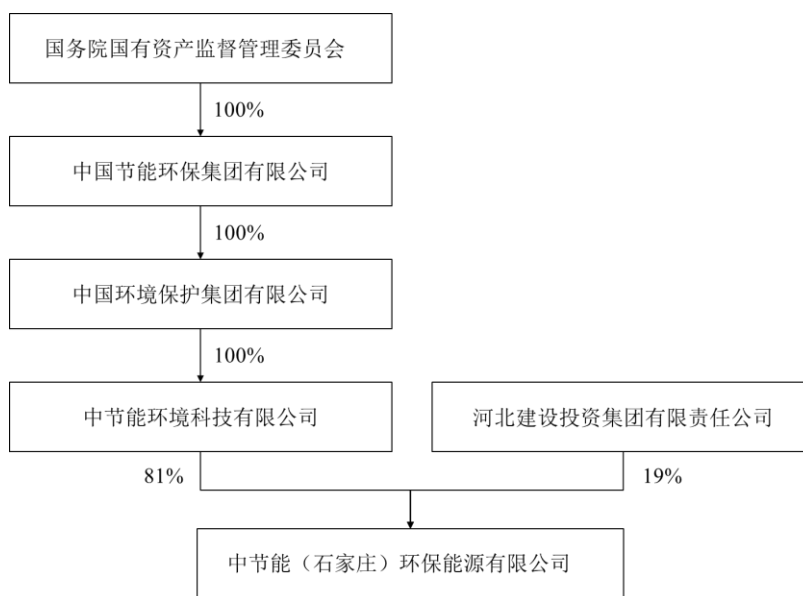 国务院国有资产监督管理委员会
100%
中国节能环保集团有限公司
100%
中国环境保护集团有限公司
100%
中节能环境科技有限公司
河北建设投资集团有限责任公司
81%
19%
中节能（石家庄）环保能源有限公司